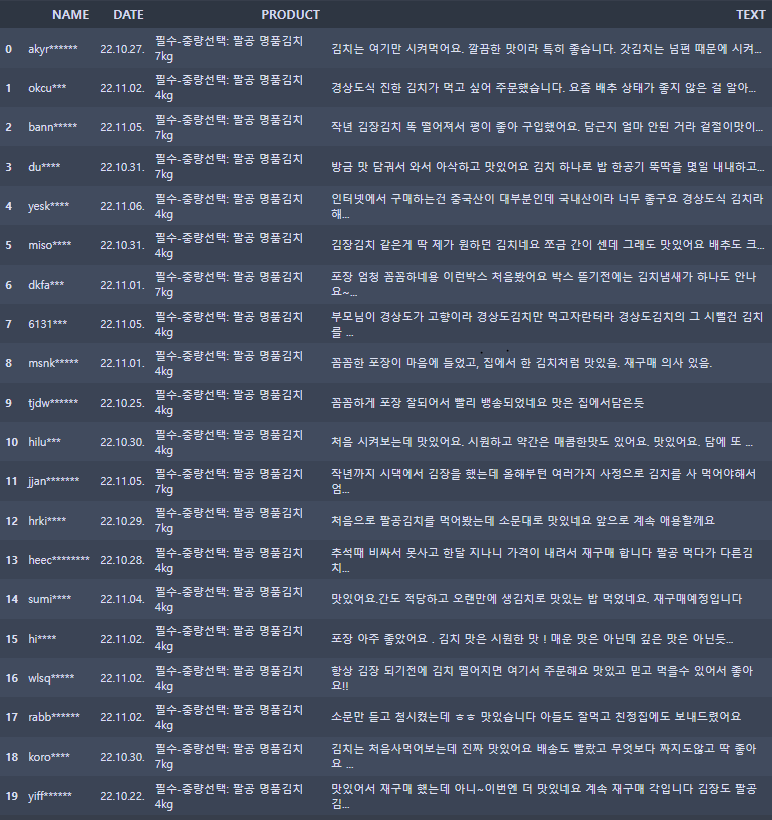 NAME DATE PRODUCT TEXT
0 akyr****** 22.10.27. 필수-중량선택: 팔공 명품김치 7kg 김치는 여기만 시켜먹어요. 깔끔한 맛이라 특히 좋습니다. 갓김치는 남편 때문에 시켜...
1 okcu*** 22.11.02. 필수-중량선택: 팔공 명품김치 4kg 경상도식 진한 김치가 먹고 싶어 주문했습니다. 요즘 배추 상태가 좋지 않은 걸 알아...
2 bann***** 22.11.05. 필수-중량선택: 팔공 명품김치 7kg 작년 김장김치 똑 떨어져서 평이 좋아 구입했어요. 담근지 얼마 안된 거라 겉절이맛이...
3 du**** 22.10.31. 필수-중량선택: 팔공 명품김치 7kg 방금 맛 담궈서 와서 아삭하고 맛있어요 김치 하나로 밥 한공기 뚝딱을 몇일 내내하고...
4 yesk**** 22.11.06. 필수-중량선택: 팔공 명품김치 4kg 인터넷에서 구매하는건 중국산이 대부분인데 국내산이라 너무 좋구요 경상도식 김치라 해...
5 miso**** 22.10.31. 필수-중량선택: 팔공 명품김치 4kg 김장김치 같은게 딱 제가 원하던 김치네요 쪼금 간이 센데 그래도 맛있어요 배추도 크...
6 dkfa*** 22.11.01. 필수-중량선택: 팔공 명품김치 7kg 포장 엄청 꼼꼼하네용 이런박스 처음봤어요 박스 뜯기전에는 김치냄새가 하나도 안나요~...
7 6131*** 22.11.05. 필수-중량선택: 팔공 명품김치 4kg 부모님이 경상도가 고향이라 경상도김치만 먹고자란터라 경상도김치의 그 시뻘건 김치를 ...
8 msnk***** 22.11.01. 필수-중량선택: 팔공 명품김치 4kg 꼼꼼한 포장이 마음에 들었고, 집에서 한 김치처럼 맛있음. 재구매 의사 있음.
9 tjdw****** 22.10.25. 필수-중량선택: 팔공 명품김치 4kg 꼼꼼하게 포장 잘되어서 빨리 뱅송되었네요 맛은 집에서담은듯
10 hilu*** 22.10.30. 필수-중량선택: 팔공 명품김치 4kg 처음 시켜보는데 맛있어요. 시원하고 약간은 매콤한맛도 있어요. 맛있어요. 담에 또 ...
11 jjan******* 22.11.05. 필수-중량선택: 팔공 명품김치 7kg 작년까지 시댁에서 김장을 했는데 올해부턴 여러가지 사정으로 김치를 사 먹어야해서 엄...
12 hrki**** 22.10.29. 필수-중량선택: 팔공 명품김치 7kg 처음으로 팔공김치를 먹어봤는데 소문대로 맛있네요 앞으로 계속 애용할께요
13 heec******** 22.10.28. 필수-중량선택: 팔공 명품김치 4kg 추석때 비싸서 못사고 한달 지나니 가격이 내려서 재구매 합니다 팔공 먹다가 다른김치...
14 sumi**** 22.11.04. 필수-중량선택: 팔공 명품김치 4kg 맛있어요.간도 적당하고 오랜만에 생김치로 맛있는 밥 먹었네요. 재구매예정입니다
15 hi**** 22.11.02. 필수-중량선택: 팔공 명품김치 4kg 포장 아주 좋았어요 . 김치 맛은 시원한 맛 ! 매운 맛은 아닌데 깊은 맛은 아닌듯...
16 wlsq***** 22.11.02. 필수-중량선택: 팔공 명품김치 4kg 항상 김장 되기전에 김치 떨어지면 여기서 주문해요 맛있고 믿고 먹을수 있어서 좋아요!!
17 rabb****** 22.11.02. 필수-중량선택: 팔공 명품김치 4kg 소문만 듣고 첨시켰는데 ㅎㅎ 맛있습니다 아들도 잘먹고 친정집에도 보내드렸어요
18 koro**** 22.10.30. 필수-중량선택: 팔공 명품김치 7kg 김치는 처음사먹어보는데 진짜 맛있어요 배송도 빨랐고 무엇보다 짜지도않고 딱 좋아요 ...
19 yiff****** 22.10.22. 필수-중량선택: 팔공 명품김치 4kg 맛있어서 재구매 했는데 아니~이번엔 더 맛있네요 계속 재구매 각입니다 김장도 팔공김...